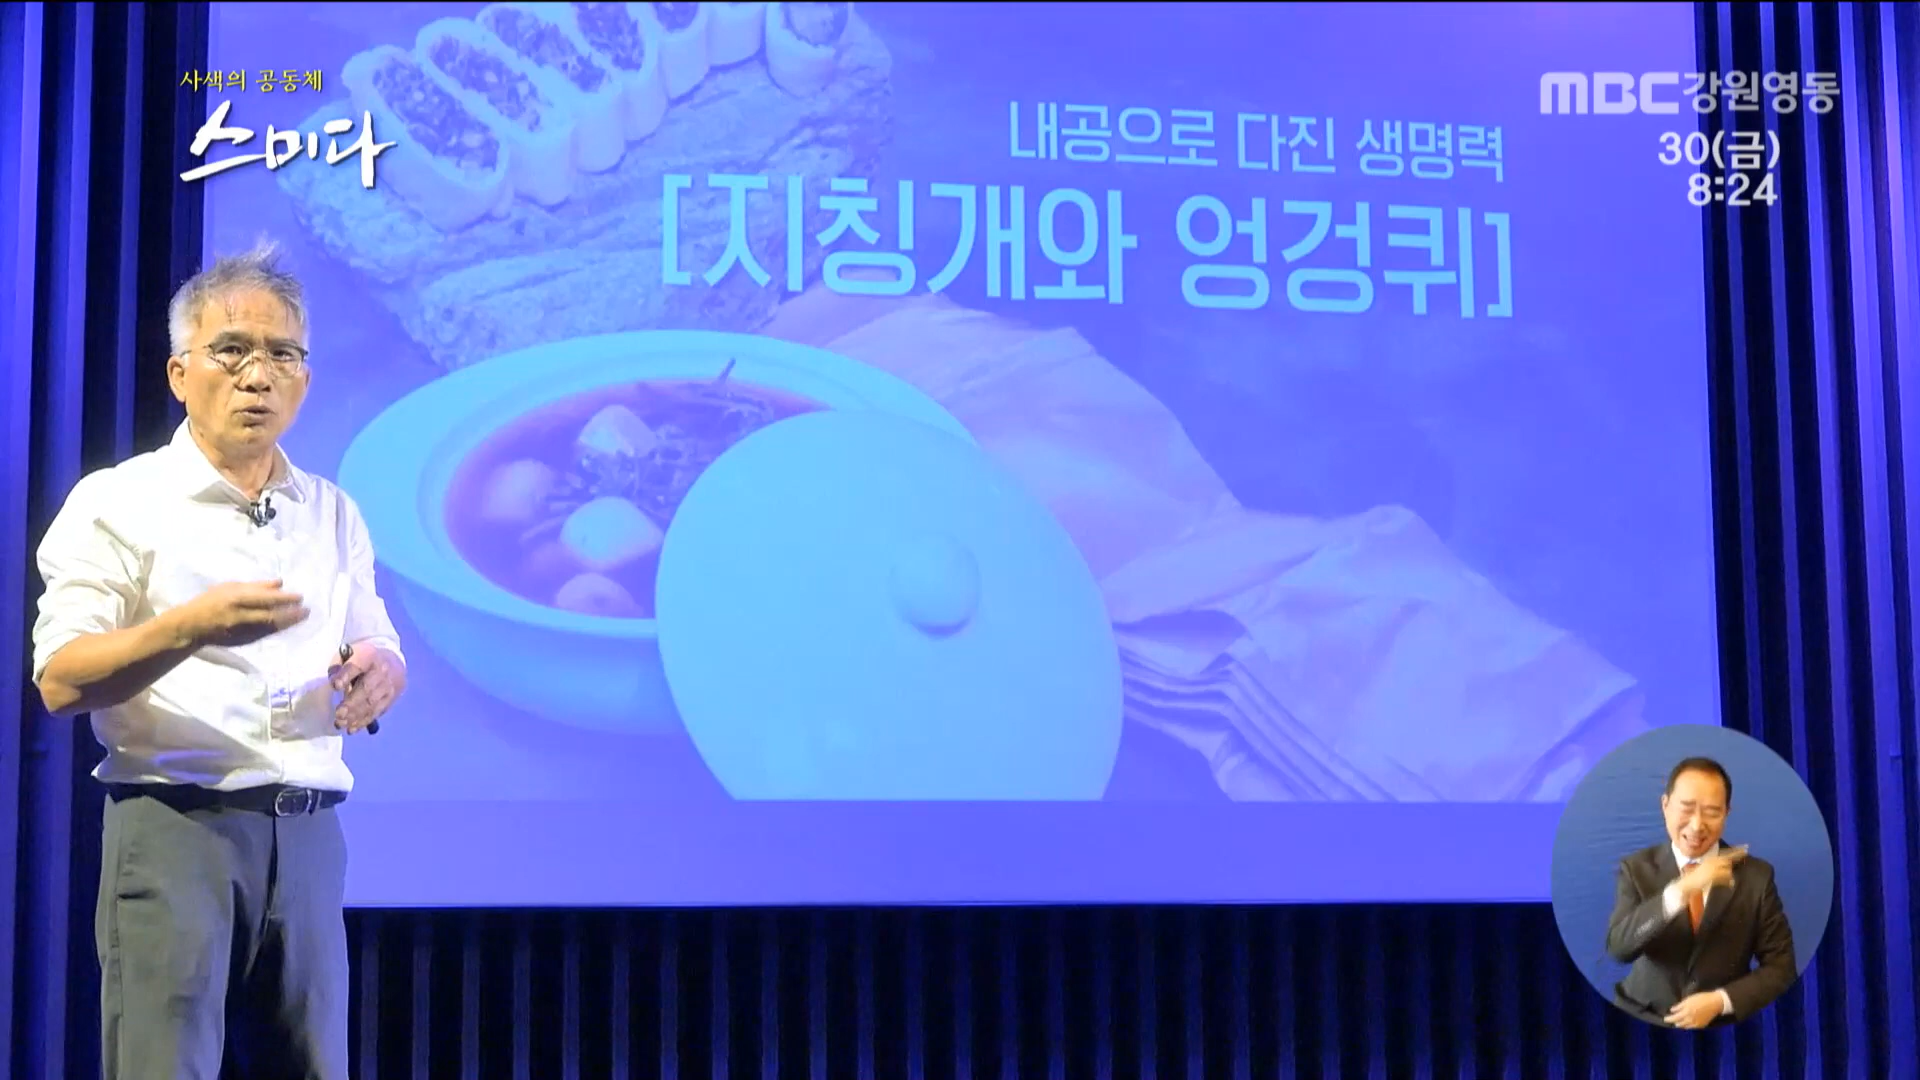 사색의 공동체
스미다
MBC강원영동
30(금)
8:24
내공으로 다진 생명력
[지칭개와 엉겅퀴]